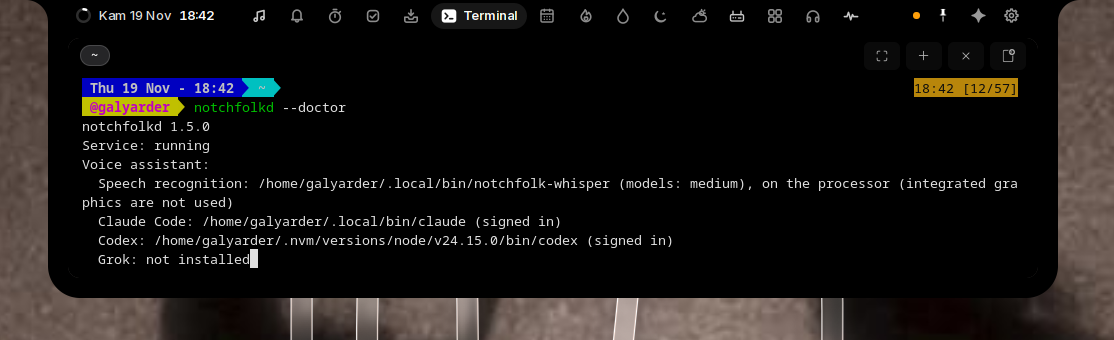 Kam 19 Nov 18:42
Terminal
~
Thu 19 Nov - 18:42 ~
18:42 [12/57]
@galyarder notchfolkd --doctor
notchfolkd 1.5.0
Service: running
Voice assistant:
Speech recognition: /home/galyarder/.local/bin/notchfolk-whisper (models: medium), on the processor (integrated gra
phics are not used)
Claude Code: /home/galyarder/.local/bin/claude (signed in)
Codex: /home/galyarder/.nvm/versions/node/v24.15.0/bin/codex (signed in)
Grok: not installed